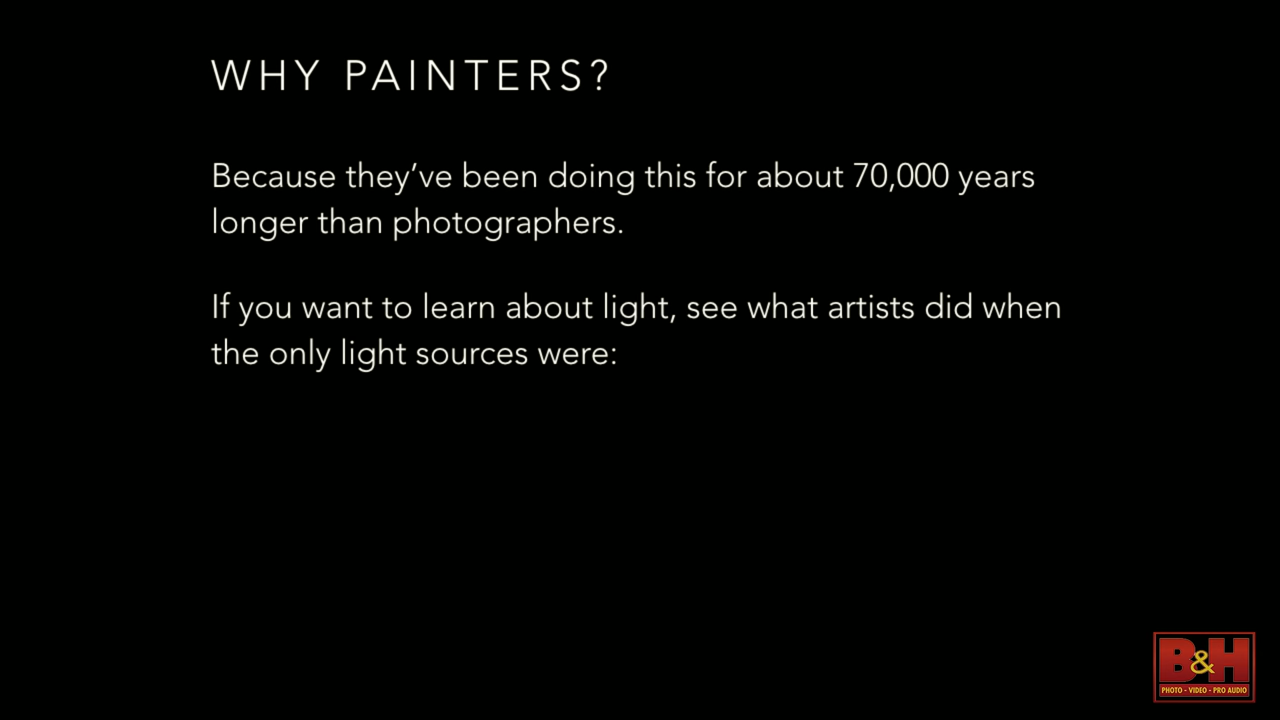 WHY PAINTERS?
Because they’ve been doing this for about 70,000 years
longer than photographers.
If you want to learn about light, see what artists did when
the only light sources were:
B&H
PHOTO - VIDEO - PRO AUDIO